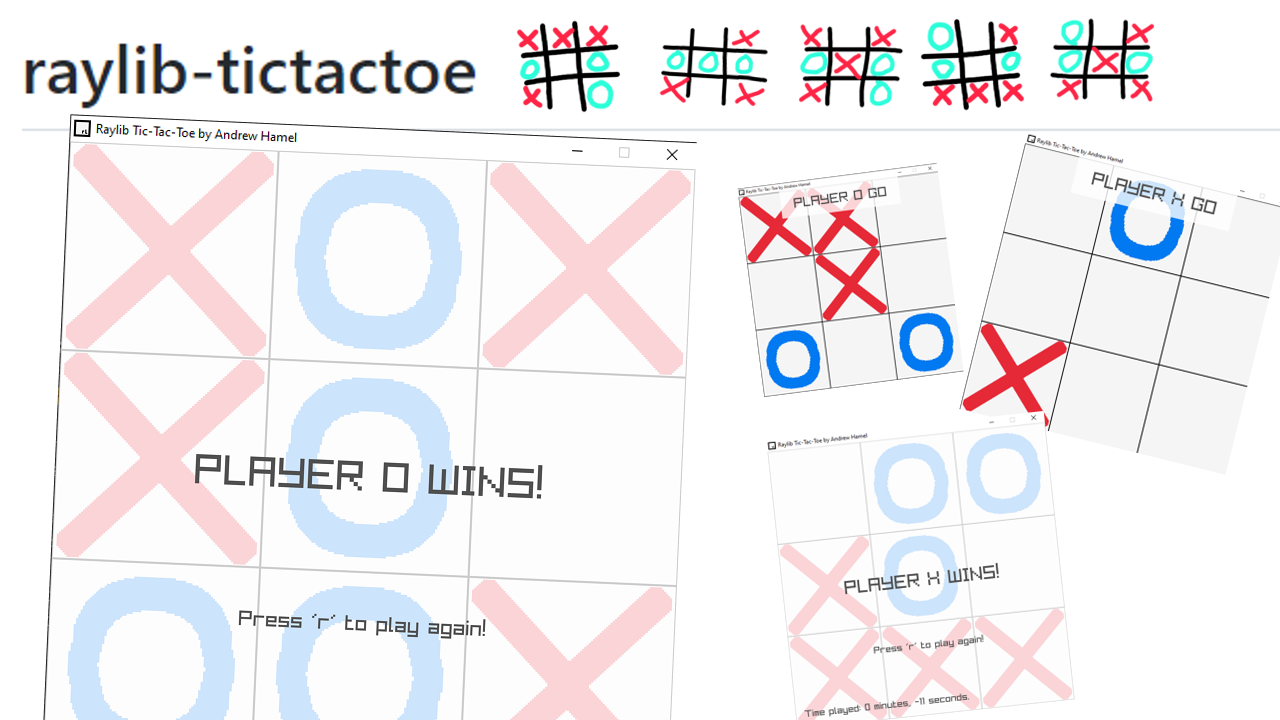 raylib-tictactoe
Raylib Tic-Tac-Toe by Andrew Hamel
PLAYER O WINS!
Press 'r' to play again!
Raylib Tic-Tac-Toe by Andrew Hamel
PLAYER O GO
Raylib Tic-Tac-Toe by Andrew Hamel
PLAYER X GO
Raylib Tic-Tac-Toe by Andrew Hamel
PLAYER X WINS!
Press 'r' to play again!
Time played: 0 minutes, -11 seconds.